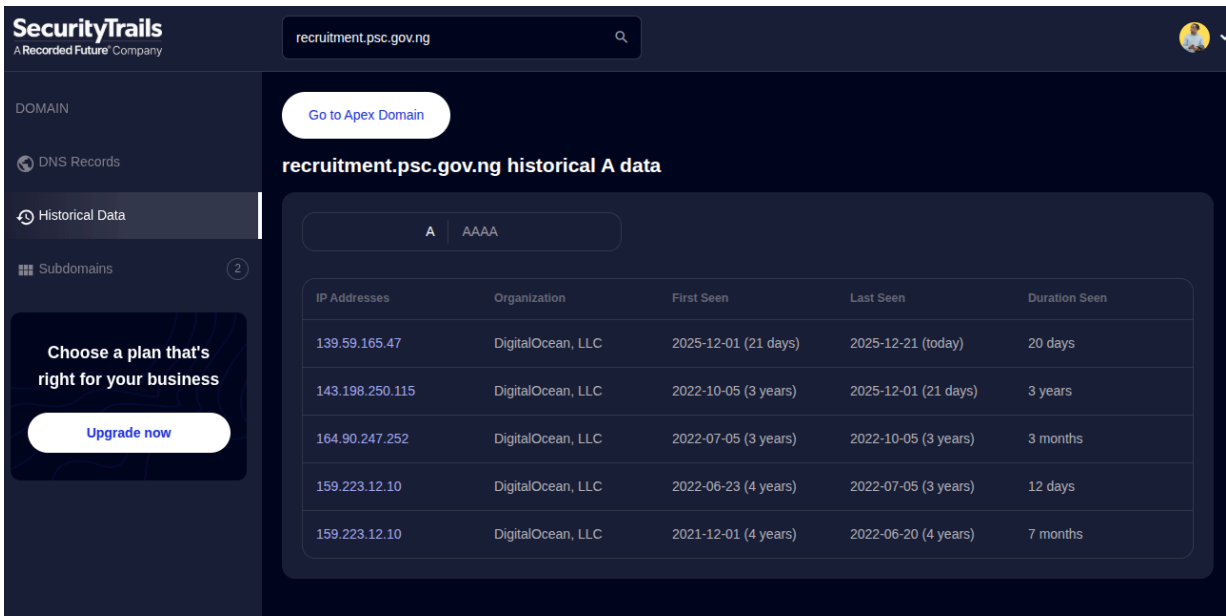 SecurityTrails
A Recorded Future® Company
recruitment.psc.gov.ng
DOMAIN
DNS Records
Historical Data
Subdomains 2
Choose a plan that's
right for your business
Upgrade now
Go to Apex Domain
recruitment.psc.gov.ng historical A data
A AAAA
IP Addresses Organization First Seen Last Seen Duration Seen
139.59.165.47 DigitalOcean, LLC 2025-12-01 (21 days) 2025-12-21 (today) 20 days
143.198.250.115 DigitalOcean, LLC 2022-10-05 (3 years) 2025-12-01 (21 days) 3 years
164.90.247.252 DigitalOcean, LLC 2022-07-05 (3 years) 2022-10-05 (3 years) 3 months
159.223.12.10 DigitalOcean, LLC 2022-06-23 (4 years) 2022-07-05 (3 years) 12 days
159.223.12.10 DigitalOcean, LLC 2021-12-01 (4 years) 2022-06-20 (4 years) 7 months